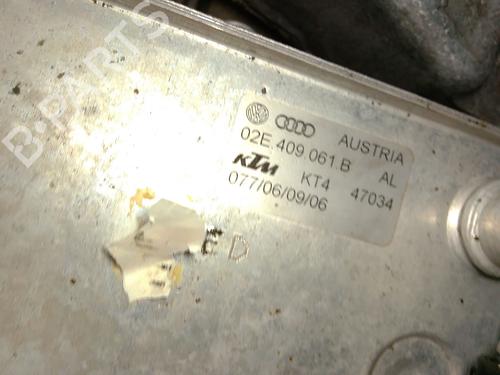 B-PARTS
AUSTRIA
02E.409.061.B AL
KTM KT4 47034
077/06/09/06
E D